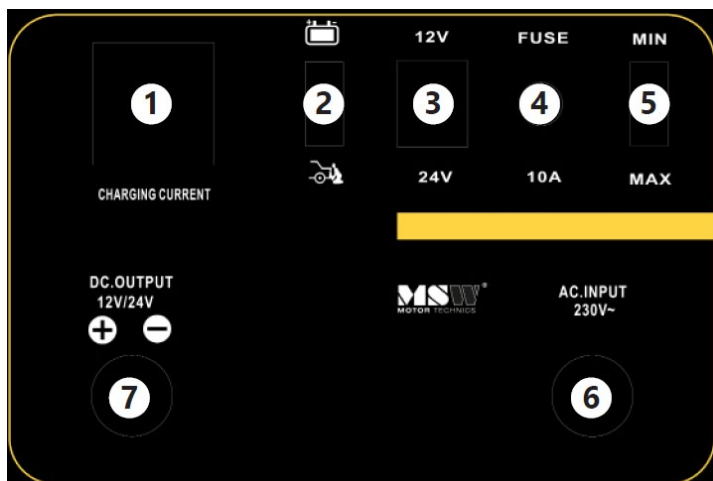 12V FUSE MIN
1 2 3 4 5
24V 10A MAX
CHARGING CURRENT
DC.OUTPUT
12V/24V
+ −
MSW®
MOTOR TECHNICS
AC.INPUT
230V~
7 6